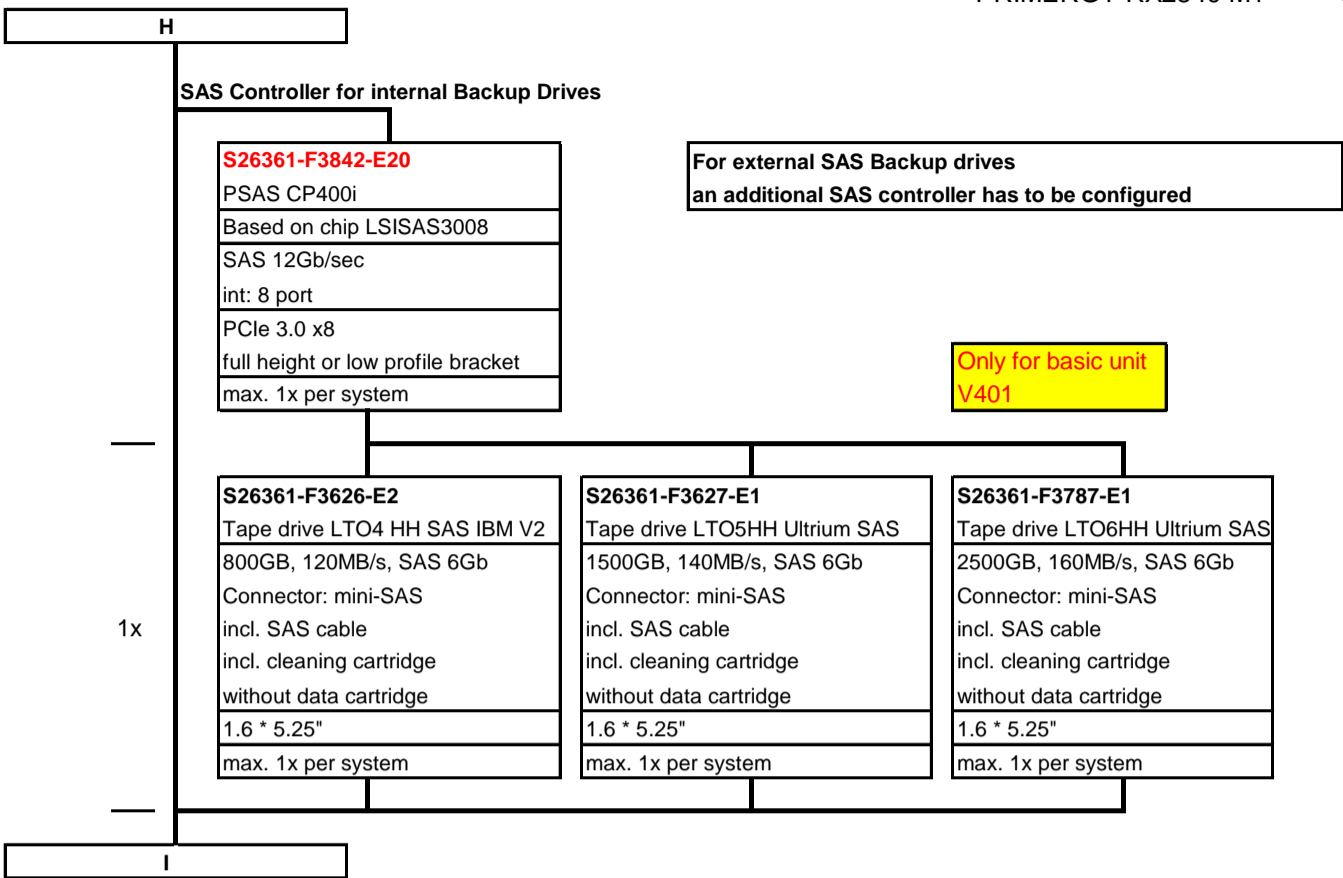 H
SAS Controller for internal Backup Drives
S26361-F3842-E20
PSAS CP400i
Based on chip LSISAS3008
SAS 12Gb/sec
int: 8 port
PCIe 3.0 x8
full height or low profile bracket
max. 1x per system
For external SAS Backup drives
an additional SAS controller has to be configured
Only for basic unit
V401
1x
S26361-F3626-E2
Tape drive LTO4 HH SAS IBM V2
800GB, 120MB/s, SAS 6Gb
Connector: mini-SAS
incl. SAS cable
incl. cleaning cartridge
without data cartridge
1.6 * 5.25"
max. 1x per system
S26361-F3627-E1
Tape drive LTO5HH Ultrium SAS
1500GB, 140MB/s, SAS 6Gb
Connector: mini-SAS
incl. SAS cable
incl. cleaning cartridge
without data cartridge
1.6 * 5.25"
max. 1x per system
S26361-F3787-E1
Tape drive LTO6HH Ultrium SAS
2500GB, 160MB/s, SAS 6Gb
Connector: mini-SAS
incl. SAS cable
incl. cleaning cartridge
without data cartridge
1.6 * 5.25"
max. 1x per system
I